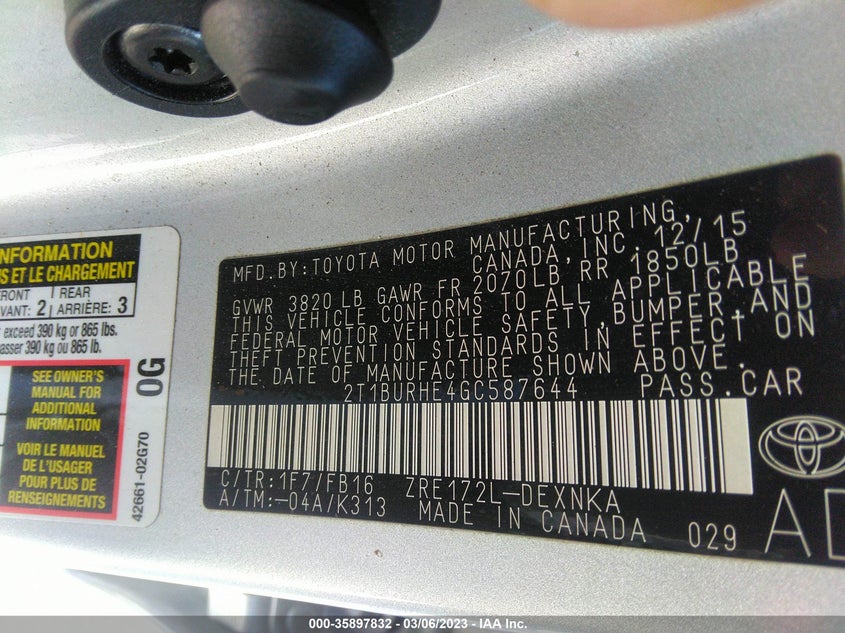 INFORMATION
S ET LE CHARGEMENT
FRONT 2 REAR 3
VANT: ARRIÈRE:
exceed 390 kg or 865 lbs.
passer 390 kg ou 865 lb.
SEE OWNER'S
MANUAL FOR
ADDITIONAL
INFORMATION
VOIR LE MANUEL
DE L'USAGER
POUR PLUS DE
RENSEIGNEMENTS
0G
42661-02G70
MFD.BY:TOYOTA MOTOR MANUFACTURING,
CANADA,INC. 12/15
GVWR 3820LB GAWR FR 2070LB,RR 1850LB
THIS VEHICLE CONFORMS TO ALL APPLICABLE
FEDERAL MOTOR VEHICLE SAFETY,BUMPER,AND
THEFT PREVENTION STANDARDS IN EFFECT ON
THE DATE OF MANUFACTURE SHOWN ABOVE.
2T1BURHE4GC587644 PASS.CAR
C/TR:1F7/FB16 ZRE172L-DEXNKA
A/TM:-04A/K313 MADE IN CANADA 029
000-35897832 - 03/06/2023 - IAA Inc.